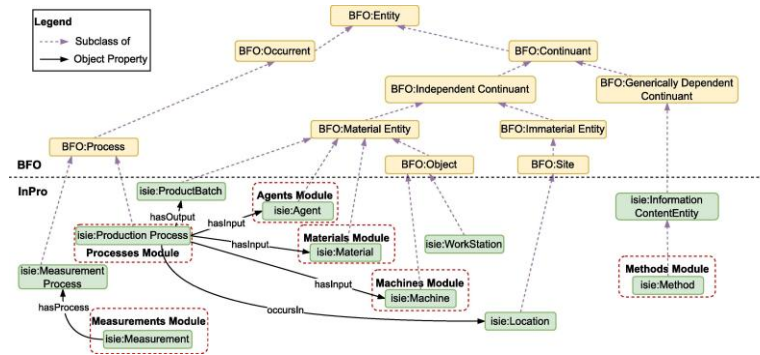 Legend
Subclass of
Object Property
BFO:Entity
BFO:Occurrent
BFO:Continuant
BFO:Independent Continuant
BFO:Generically Dependent
Continuant
BFO:Material Entity
BFO:Immaterial Entity
BFO:Process
BFO:Object
BFO:Site
BFO
InPro
isie:ProductBatch
Agents Module
isie:Agent
isie:Information
ContentEntity
hasOutput
hasInput
isie:Production Process
Processes Module
hasInput
Materials Module
isie:Material
isie:WorkStation
isie:Measurement
Process
hasInput
Machines Module
isie:Machine
Methods Module
isie:Method
hasProcess
occursIn
Measurements Module
isie:Measurement
isie:Location